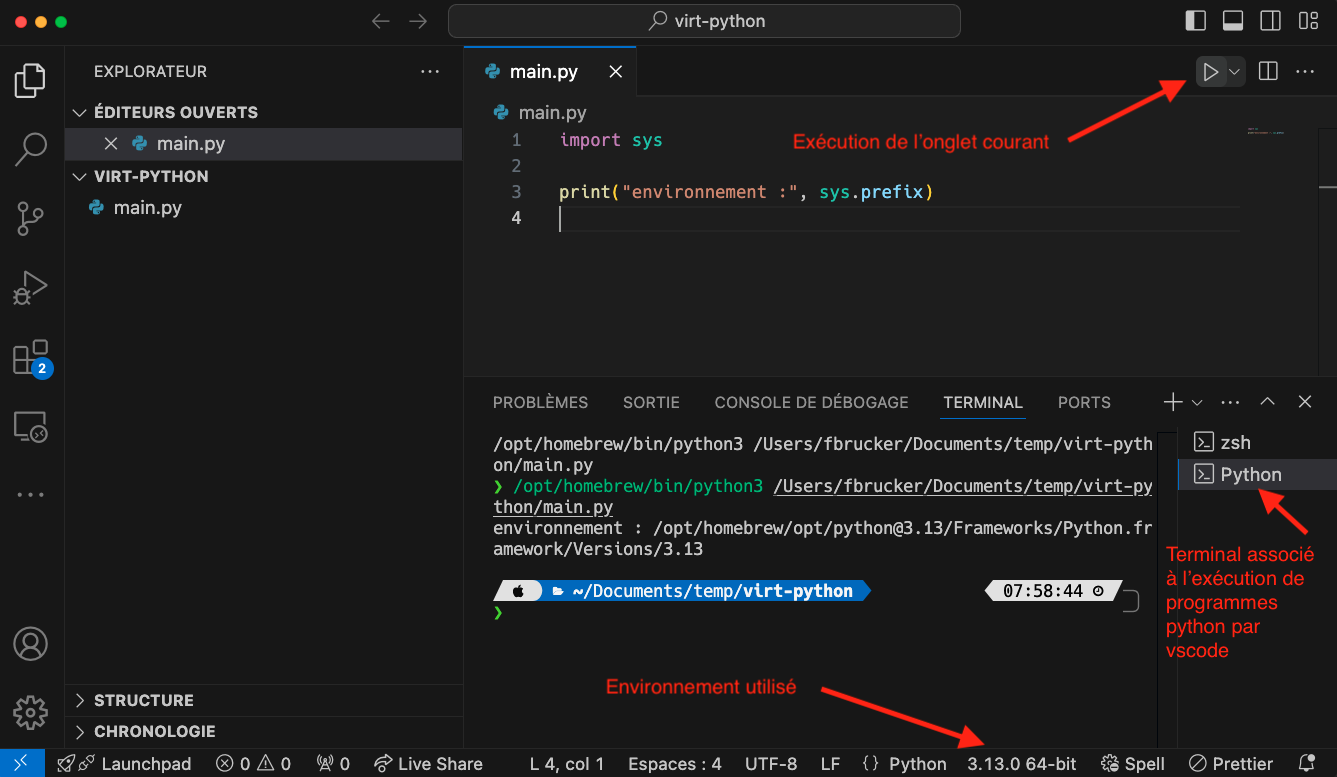 virt-python
EXPLORATEUR
ÉDITEURS OUVERTS
main.py
VIRT-PYTHON
main.py
STRUCTURE
CHRONOLOGIE
main.py
main.py
1 import sys
2
3 print("environnement :", sys.prefix)
4
Exécution de l'onglet courant
PROBLÈMES SORTIE CONSOLE DE DÉBOGAGE TERMINAL PORTS
/opt/homebrew/bin/python3 /Users/fbrucker/Documents/temp/virt-pyth
on/main.py
❯ /opt/homebrew/bin/python3 /Users/fbrucker/Documents/temp/virt-py
thon/main.py
environnement : /opt/homebrew/opt/python@3.13/Frameworks/Python.fr
amework/Versions/3.13
~/Documents/temp/virt-python 07:58:44
❯
zsh
Python
Terminal associé
à l'exécution de
programmes
python par
vscode
Environnement utilisé
2
Launchpad 0 0 0 Live Share L 4, col 1 Espaces : 4 UTF-8 LF {} Python 3.13.0 64-bit Spell Prettier